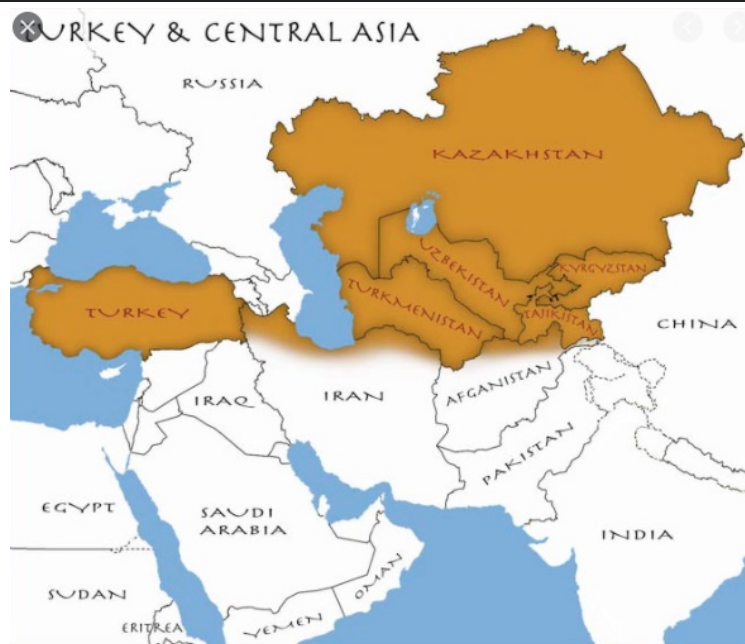 TURKEY & CENTRAL ASIA
RUSSIA
KAZAKHSTAN
UZBEKISTAN
KYRGYZSTAN
TURKEY
TURKMENISTAN
TAJIKISTAN
CHINA
IRAQ
IRAN
AFGANISTAN
PAKISTAN
EGYPT
SAUDI
ARABIA
INDIA
OMAN
SUDAN
ERITREA
YEMEN